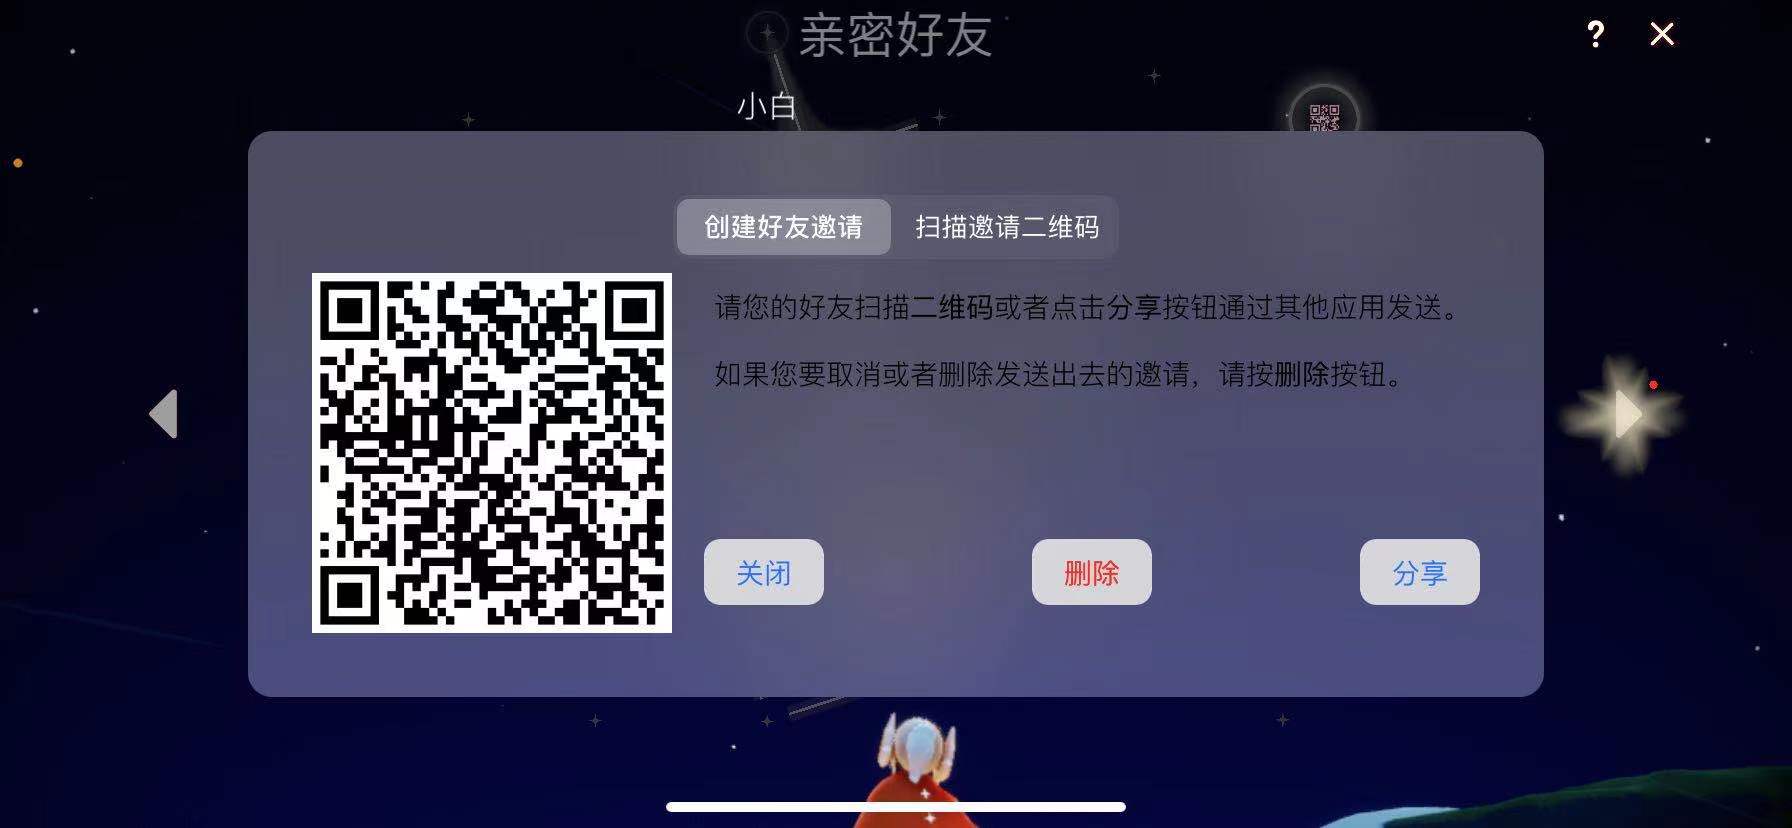 亲密好友
?
小白
创建好友邀请 扫描邀请二维码
请您的好友扫描二维码或者点击分享按钮通过其他应用发送。
如果您要取消或者删除发送出去的邀请，请按删除按钮。
关闭 删除 分享